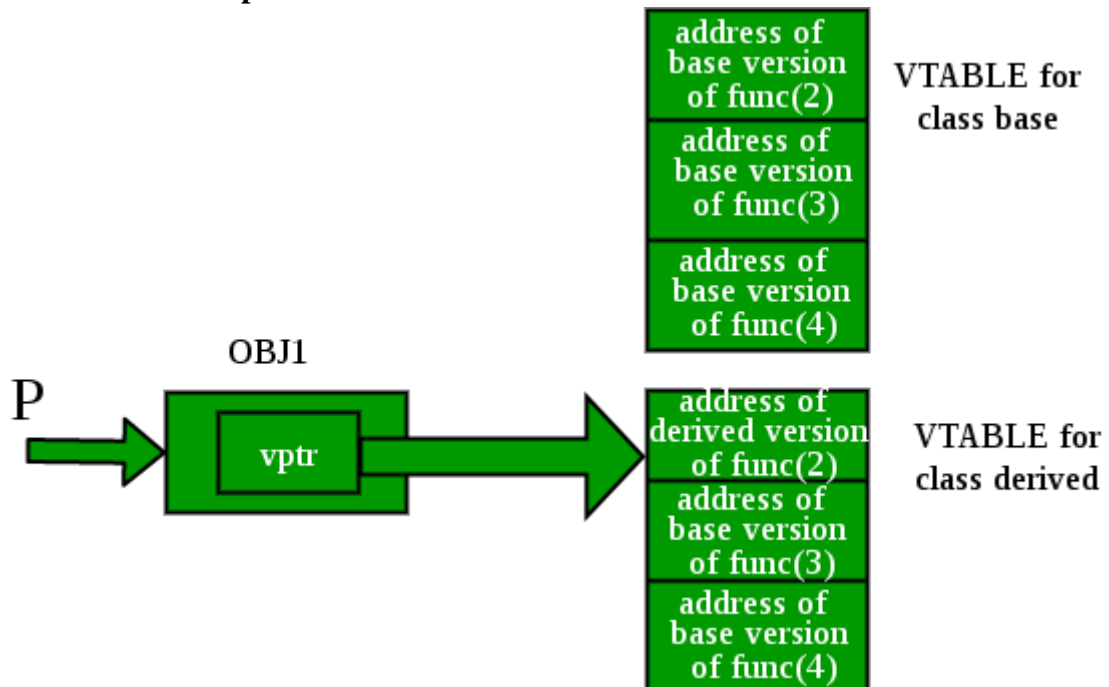 address of
base version
of func(2)
VTABLE for
class base
address of
base version
of func(3)
address of
base version
of func(4)
OBJ1
P
vptr
address of
derived version
of func(2)
VTABLE for
class derived
address of
base version
of func(3)
address of
base version
of func(4)